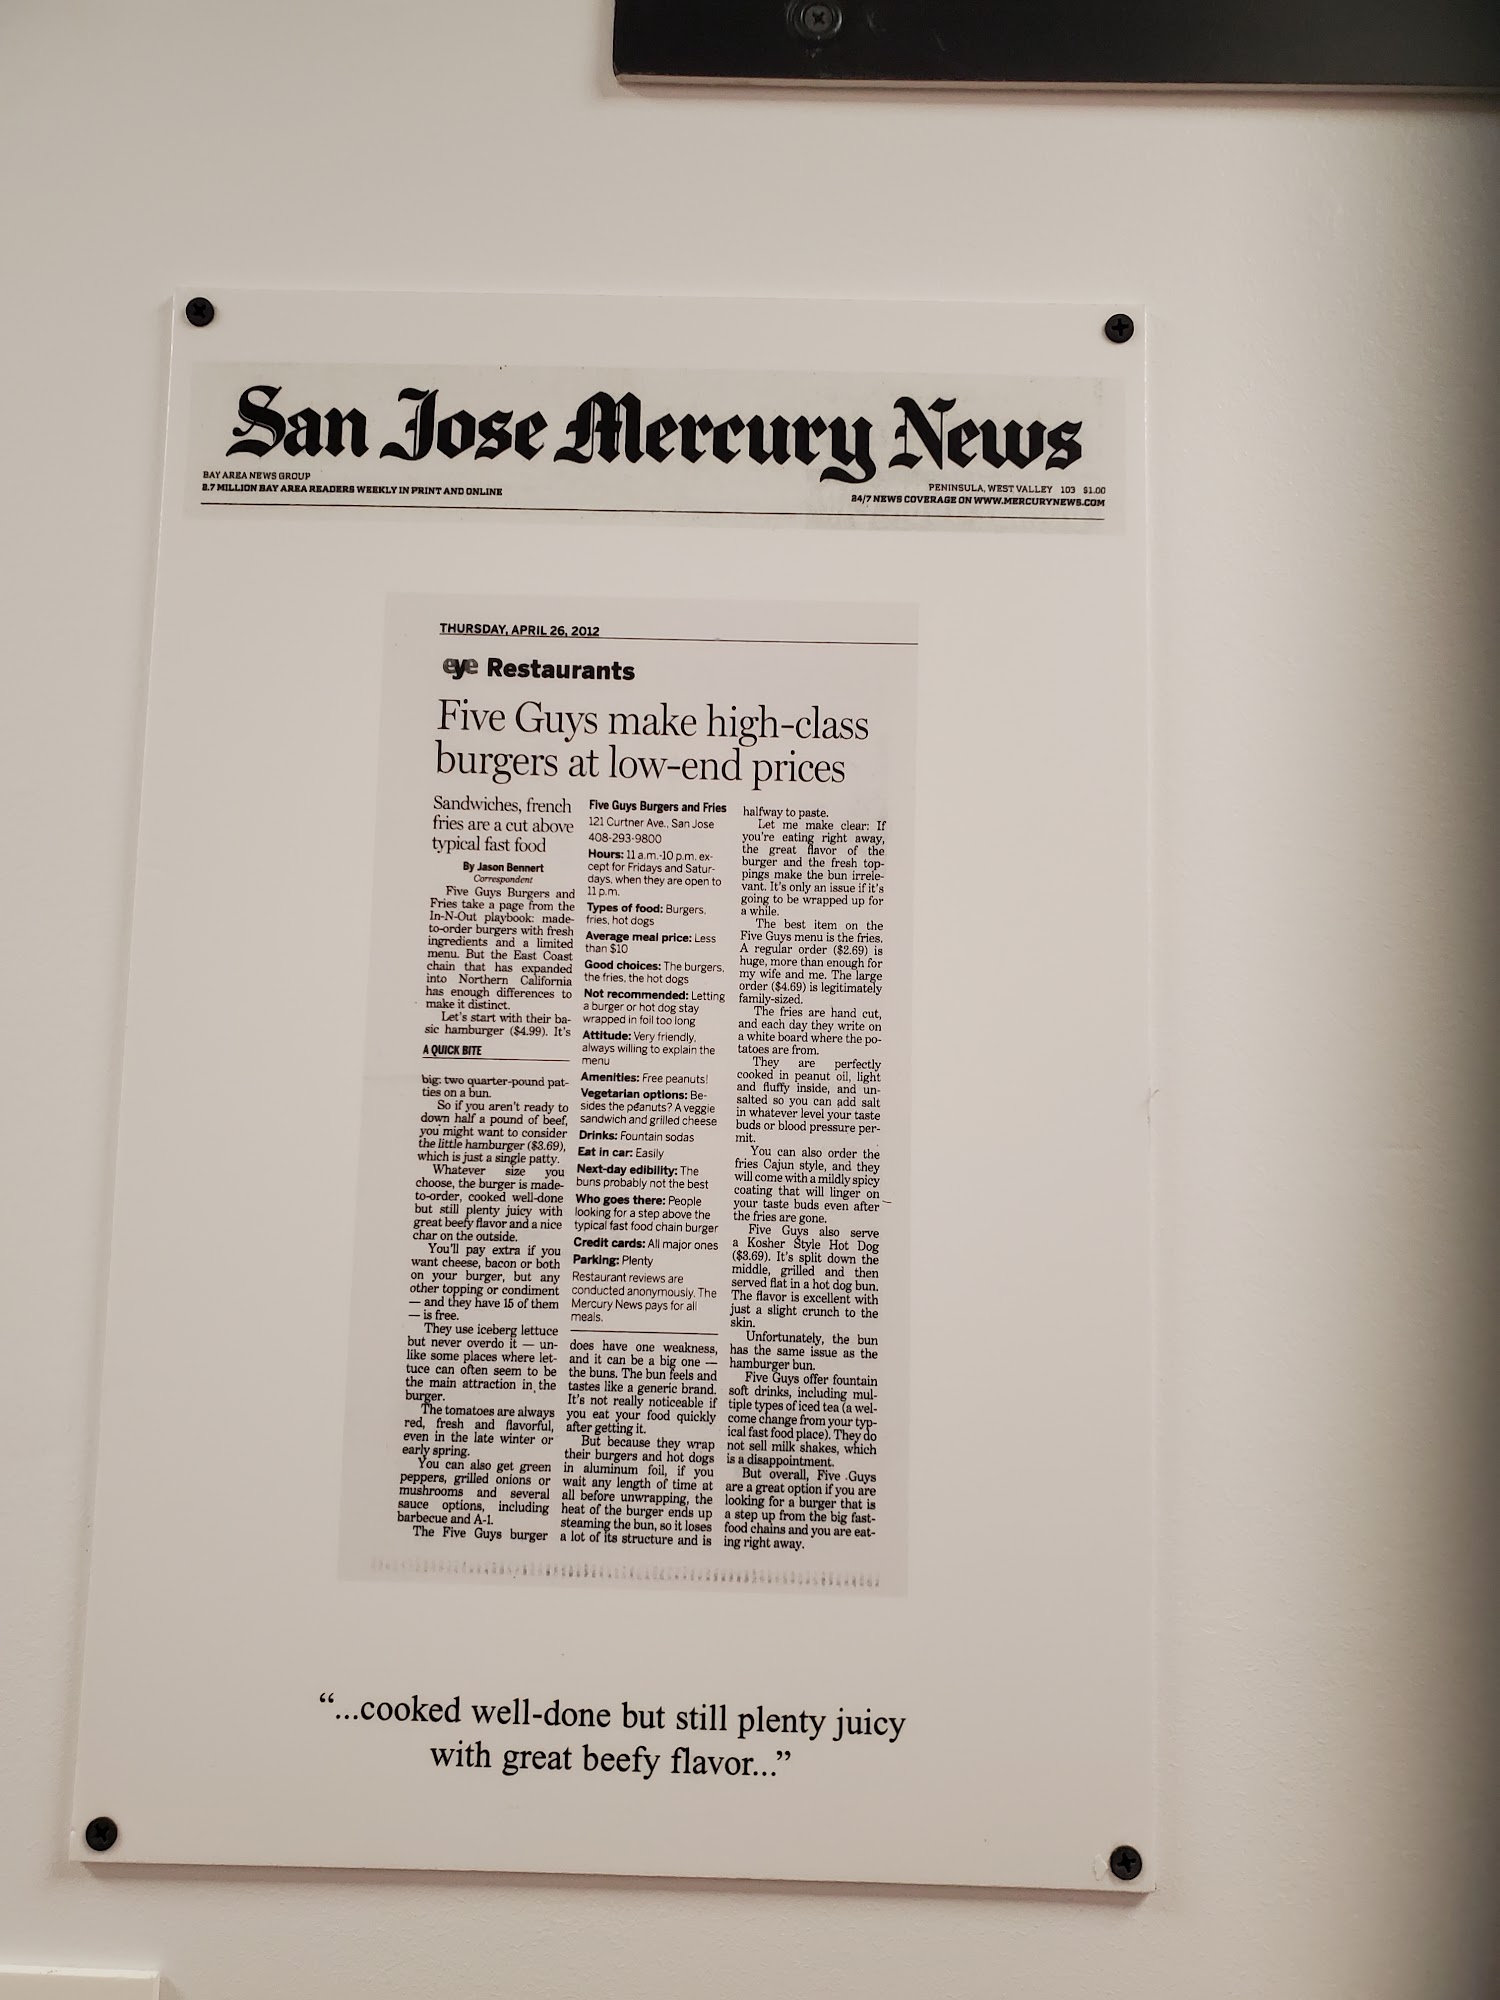 San Jose Mercury News
BAY AREA NEWS GROUP
2.7 MILLION BAY AREA READERS WEEKLY IN PRINT AND ONLINE
PENINSULA, WEST VALLEY 103 $1.00
24/7 NEWS COVERAGE ON WWW.MERCURYNEWS.COM
THURSDAY, APRIL 26, 2012
eye Restaurants
Five Guys make high-class
burgers at low-end prices
Sandwiches, french
fries are a cut above
typical fast food
By Jason Bennert
Correspondent
Five Guys Burgers and
Fries take a page from the
In-N-Out playbook: made-
to-order burgers with fresh
ingredients and a limited
menu. But the East Coast
chain that has expanded
into Northern California
has enough differences to
make it distinct.
Let's start with their ba-
sic hamburger ($4.99). It's
A QUICK BITE
big: two quarter-pound pat-
ties on a bun.
So if you aren't ready to
down half a pound of beef,
you might want to consider
the little hamburger ($3.69),
which is just a single patty.
Whatever size you
choose, the burger is made-
to-order, cooked well-done
but still plenty juicy with
great beefy flavor and a nice
char on the outside.
You'll pay extra if you
want cheese, bacon or both
on your burger, but any
other topping or condiment
— and they have 15 of them
— is free.
They use iceberg lettuce
but never overdo it — un-
like some places where let-
tuce can often seem to be
the main attraction in the
burger.
The tomatoes are always
red, fresh and flavorful,
even in the late winter or
early spring.
You can also get green
peppers, grilled onions or
mushrooms and several
sauce options, including
barbecue and A-1.
The Five Guys burger
Five Guys Burgers and Fries
121 Curtner Ave., San Jose
408-293-9800
Hours: 11 a.m.-10 p.m. ex-
cept for Fridays and Satur-
days, when they are open to
11 p.m.
Types of food: Burgers,
fries, hot dogs
Average meal price: Less
than $10
Good choices: The burgers,
the fries, the hot dogs
Not recommended: Letting
a burger or hot dog stay
wrapped in foil too long
Attitude: Very friendly,
always willing to explain the
menu
Amenities: Free peanuts!
Vegetarian options: Be-
sides the peanuts? A veggie
sandwich and grilled cheese
Drinks: Fountain sodas
Eat in car: Easily
Next-day edibility: The
buns probably not the best
Who goes there: People
looking for a step above the
typical fast food chain burger
Credit cards: All major ones
Parking: Plenty
Restaurant reviews are
conducted anonymously. The
Mercury News pays for all
meals.
does have one weakness,
and it can be a big one —
the buns. The bun feels and
tastes like a generic brand.
It's not really noticeable if
you eat your food quickly
after getting it.
But because they wrap
their burgers and hot dogs
in aluminum foil, if you
wait any length of time at
all before unwrapping, the
heat of the burger ends up
steaming the bun, so it loses
a lot of its structure and is
halfway to paste.
Let me make clear: If
you're eating right away,
the great flavor of the
burger and the fresh top-
pings make the bun irrele-
vant. It's only an issue if it's
going to be wrapped up for
a while.
The best item on the
Five Guys menu is the fries.
A regular order ($2.69) is
huge, more than enough for
my wife and me. The large
order ($4.69) is legitimately
family-sized.
The fries are hand cut,
and each day they write on
a white board where the po-
tatoes are from.
They are perfectly
cooked in peanut oil, light
and fluffy inside, and un-
salted so you can add salt
in whatever level your taste
buds or blood pressure per-
mit.
You can also order the
fries Cajun style, and they
will come with a mildly spicy
coating that will linger on
your taste buds even after
the fries are gone.
Five Guys also serve
a Kosher Style Hot Dog
($3.69). It's split down the
middle, grilled and then
served flat in a hot dog bun.
The flavor is excellent with
just a slight crunch to the
skin.
Unfortunately, the bun
has the same issue as the
hamburger bun.
Five Guys offer fountain
soft drinks, including mul-
tiple types of iced tea (a wel-
come change from your typ-
ical fast food place). They do
not sell milk shakes, which
is a disappointment.
But overall, Five Guys
are a great option if you are
looking for a burger that is
a step up from the big fast-
food chains and you are eat-
ing right away.
“...cooked well-done but still plenty juicy
with great beefy flavor...”